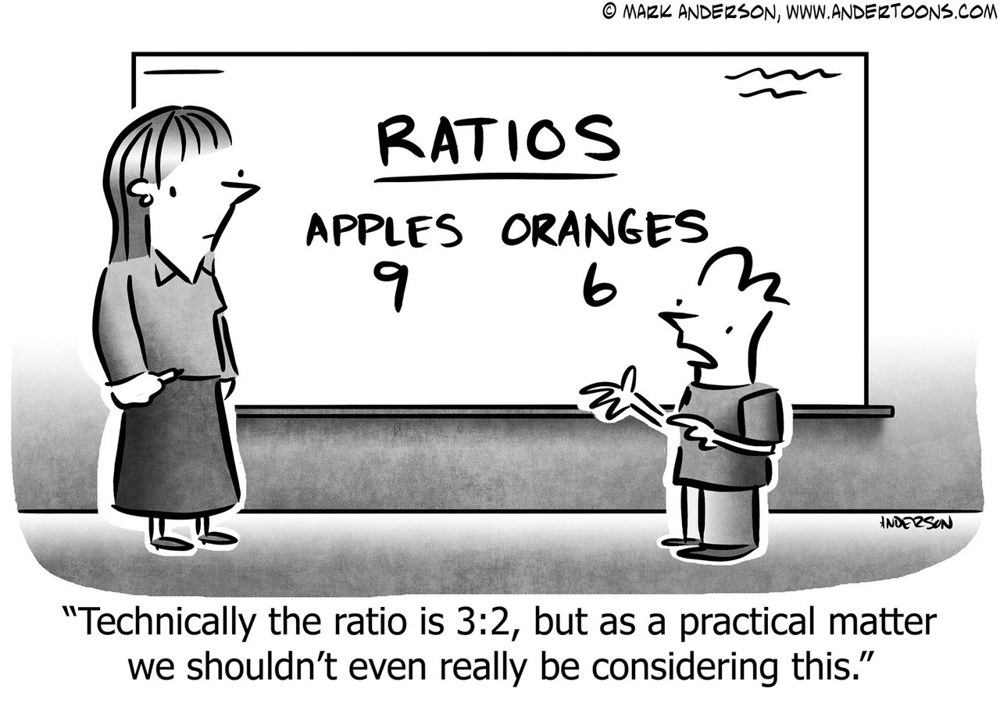 © MARK ANDERSON, WWW.ANDERTOONS.COM
RATIOS
APPLES ORANGES
9 6
ANDERSON
“Technically the ratio is 3:2, but as a practical matter
we shouldn’t even really be considering this.”